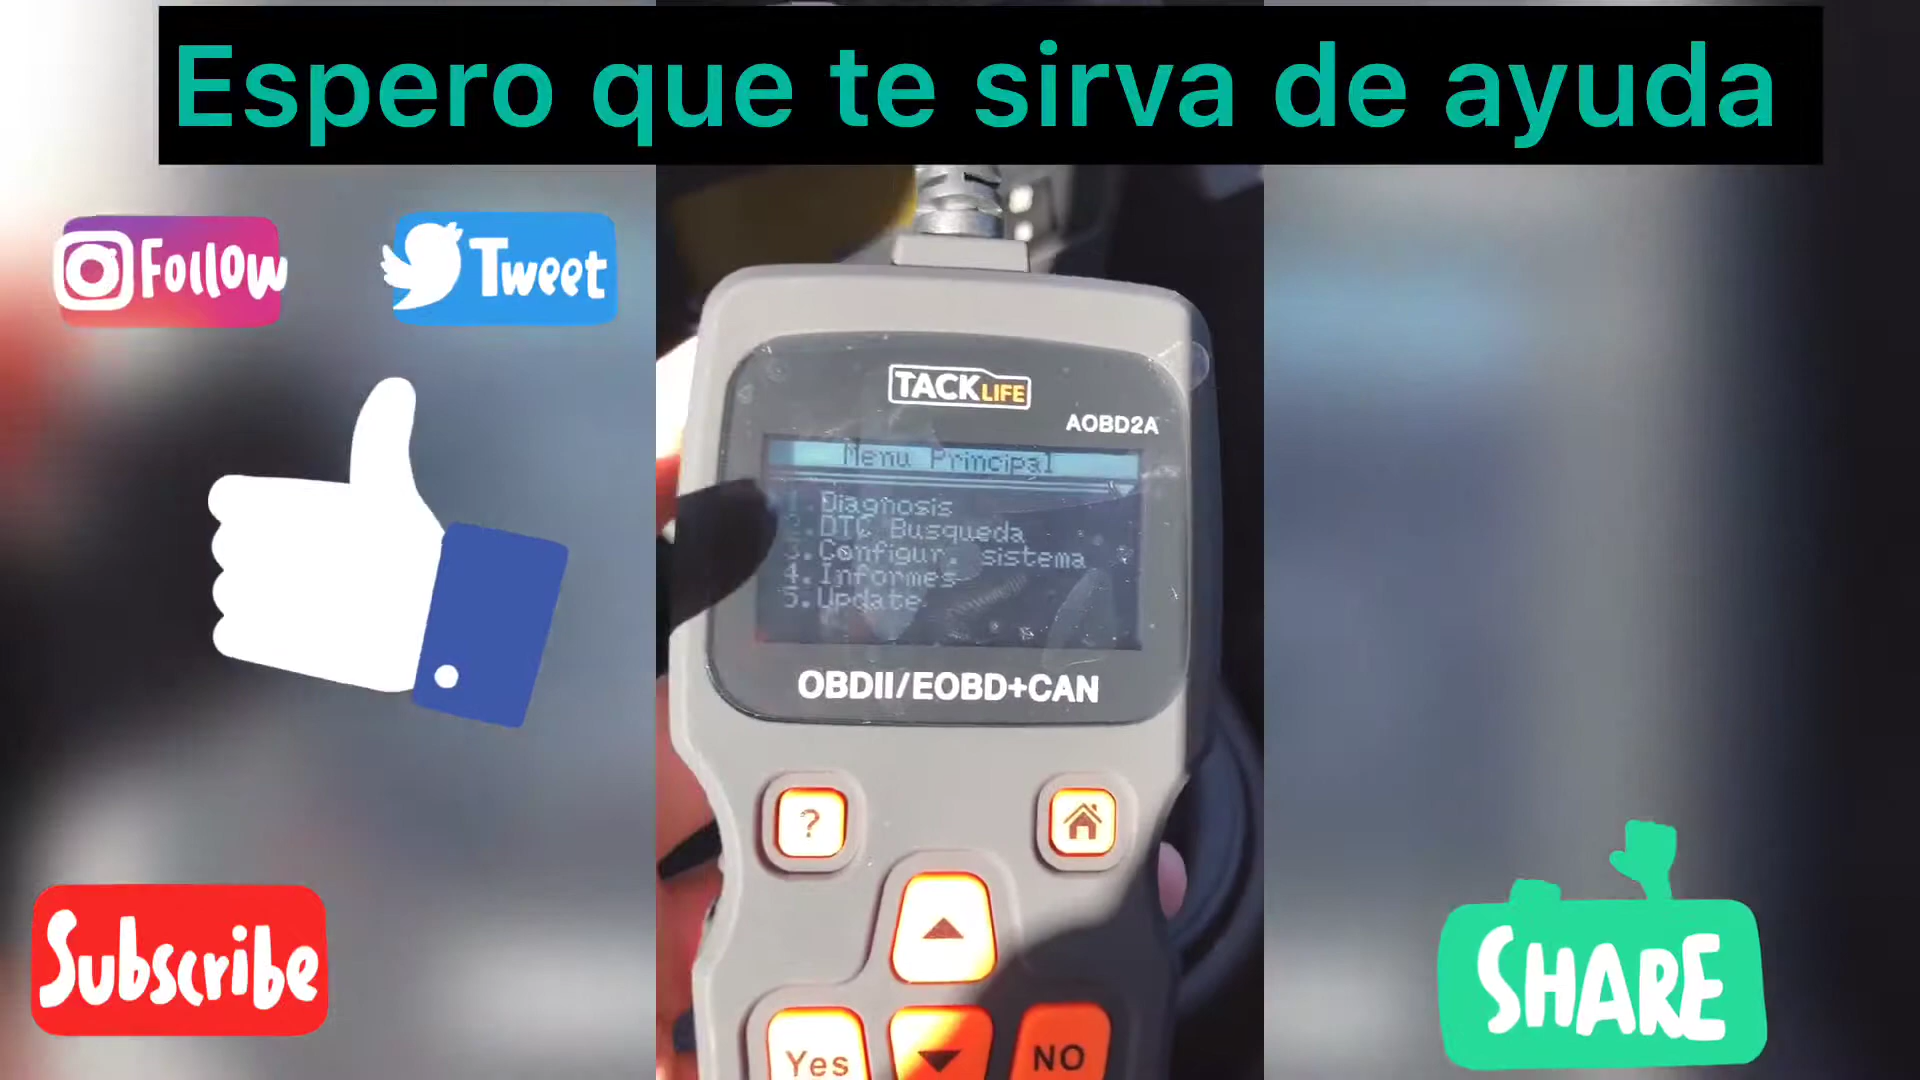 Espero que te sirva de ayuda
Follow
Tweet
TACKLIFE
AOBD2A
Menu Principal
1.Diagnosis
2.DTC Busqueda
3.Configur. sistema
4.Informes
5.Update
OBDII/EOBD+CAN
?
Subscribe
SHARE
Yes
NO